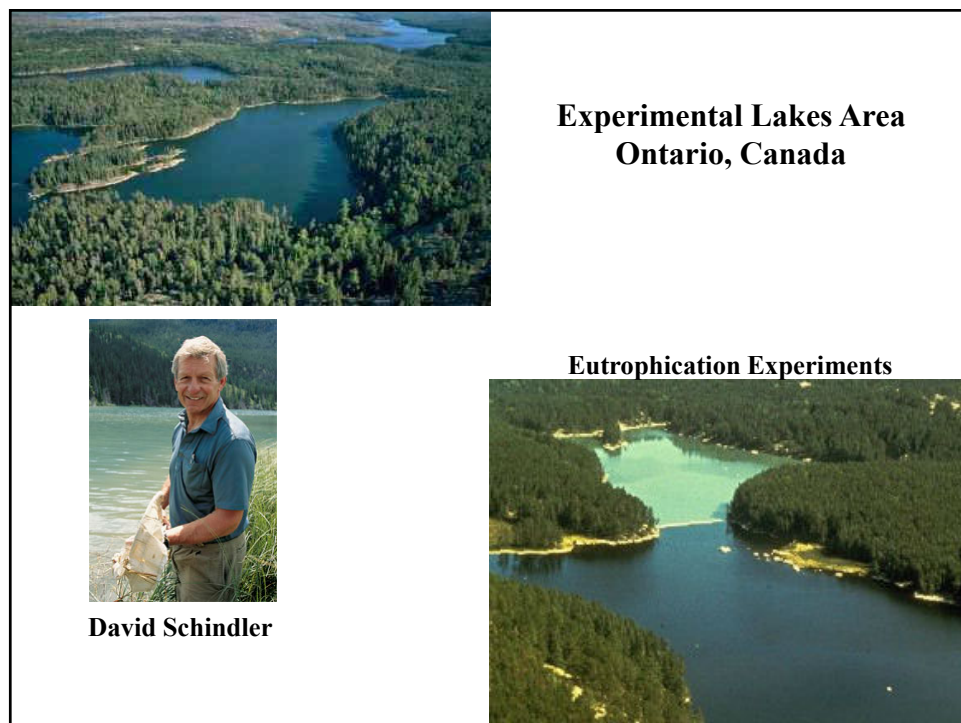 Experimental Lakes Area
Ontario, Canada
Eutrophication Experiments
David Schindler